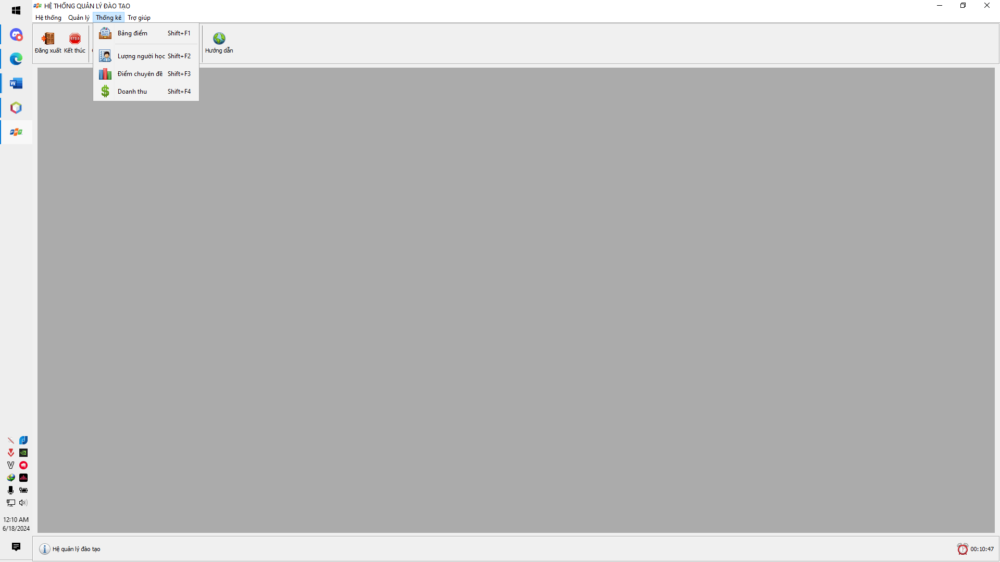 HỆ THỐNG QUẢN LÝ ĐÀO TẠO
Hệ thống Quản lý Thống kê Trợ giúp
Đăng xuất STOP Kết thúc Hướng dẫn
Bảng điểm Shift+F1
Lượng người học Shift+F2
Điểm chuyên đề Shift+F3
Doanh thu Shift+F4
FPT
12:10 AM
6/18/2024
Hệ quản lý đào tạo 00:10:47